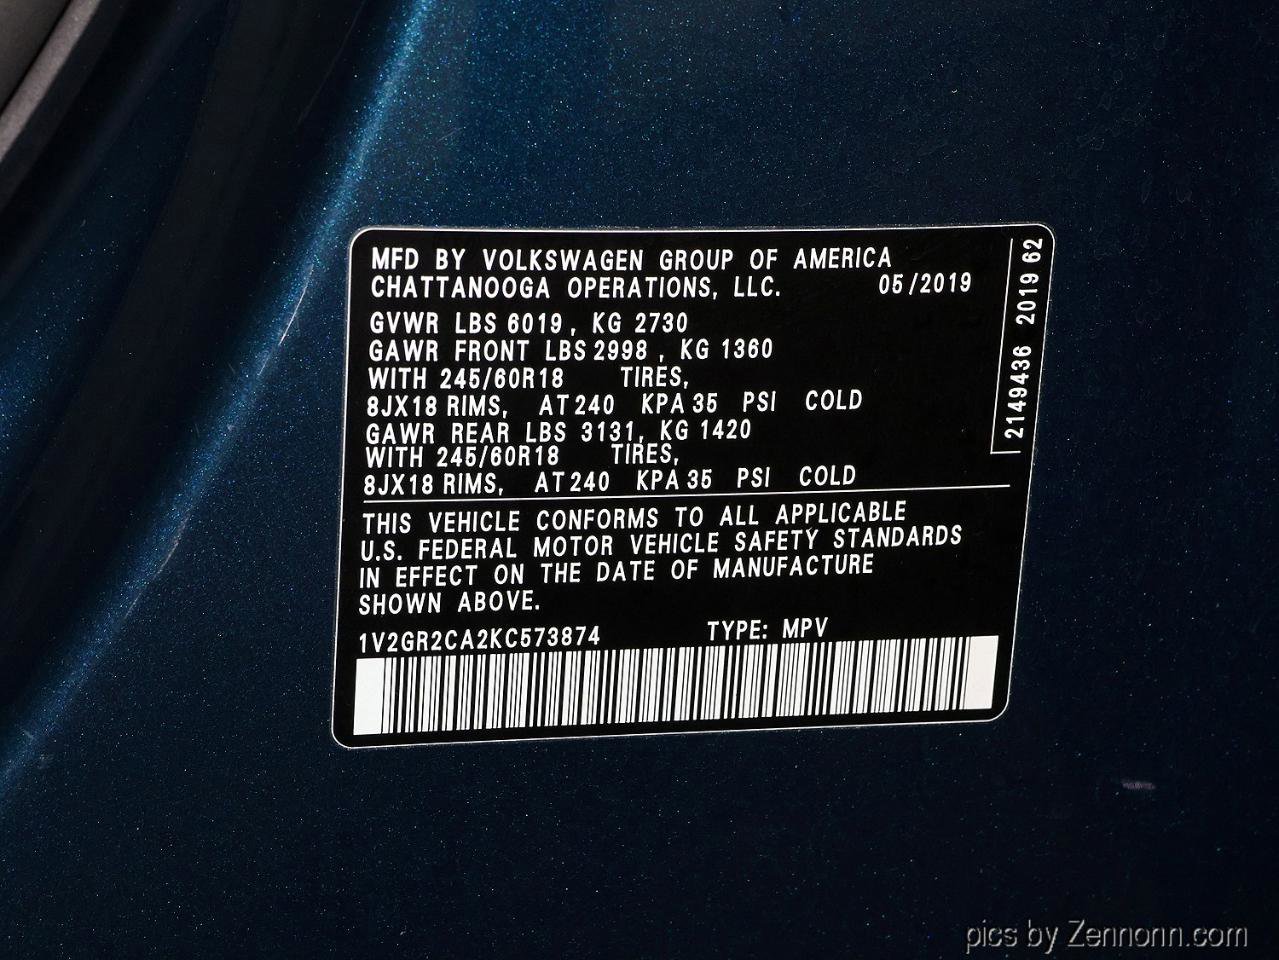 MFD BY VOLKSWAGEN GROUP OF AMERICA
CHATTANOOGA OPERATIONS, LLC. 05/2019
GVWR LBS 6019, KG 2730
GAWR FRONT LBS 2998, KG 1360
WITH 245/60R18 TIRES,
8JX18 RIMS, AT 240 KPA 35 PSI COLD
GAWR REAR LBS 3131, KG 1420
WITH 245/60R18 TIRES,
8JX18 RIMS, AT 240 KPA 35 PSI COLD
THIS VEHICLE CONFORMS TO ALL APPLICABLE
U.S. FEDERAL MOTOR VEHICLE SAFETY STANDARDS
IN EFFECT ON THE DATE OF MANUFACTURE
SHOWN ABOVE.
1V2GR2CA2KC573874 TYPE: MPV
2149436 2019 62
pics by Zennonn.com